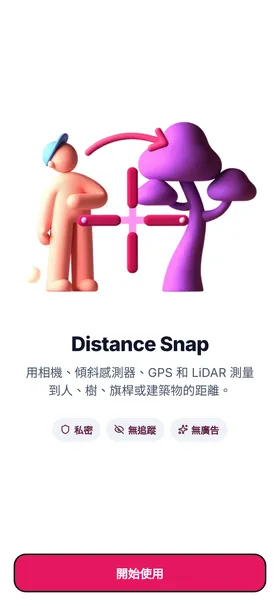 Distance Snap
用相機、傾斜感測器、GPS 和 LiDAR 測量
到人、樹、旗桿或建築物的距離。
私密 無追蹤 無廣告
開始使用